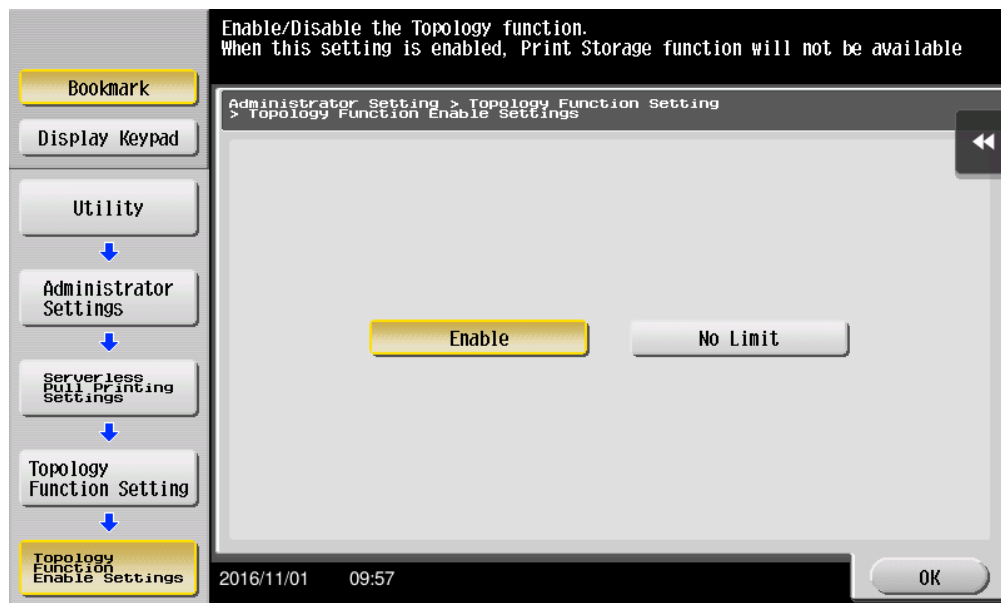 Enable/Disable the Topology function.
When this setting is enabled, Print Storage function will not be available
Bookmark
Display Keypad
Utility
Administrator
Settings
Serverless
Pull Printing
Settings
Topology
Function Setting
Topology
Function
Enable Settings
Administrator Setting > Topology Function Setting
> Topology Function Enable Settings
Enable
No Limit
2016/11/01 09:57
OK